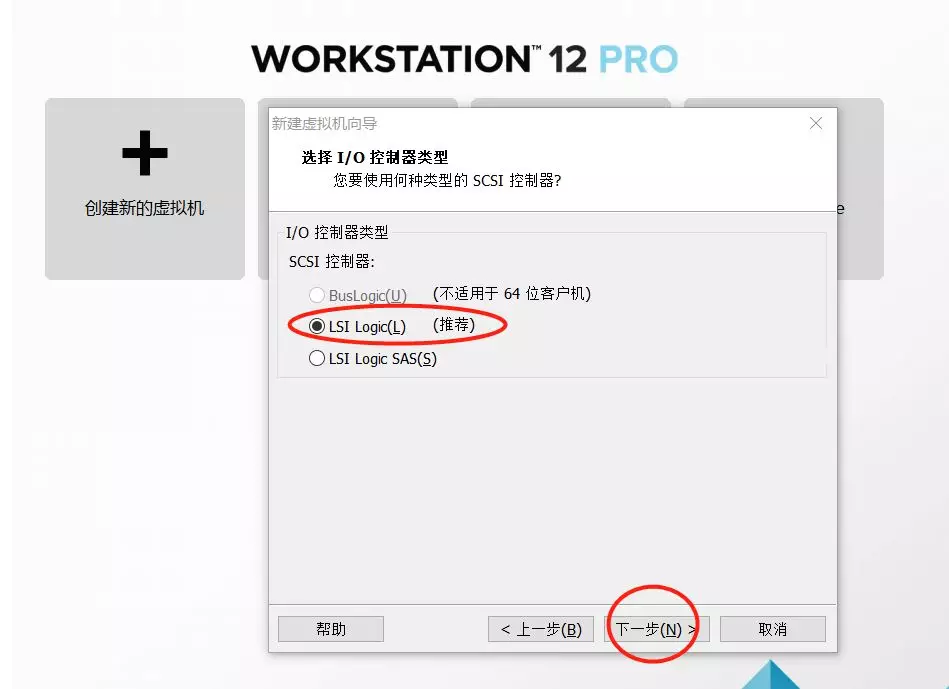 WORKSTATION™ 12 PRO
创建新的虚拟机
新建虚拟机向导
选择 I/O 控制器类型
您要使用何种类型的 SCSI 控制器?
e
I/O 控制器类型
SCSI 控制器:
BusLogic(U) (不适用于 64 位客户机)
LSI Logic(L) (推荐)
LSI Logic SAS(S)
帮助 < 上一步(B) 下一步(N) > 取消